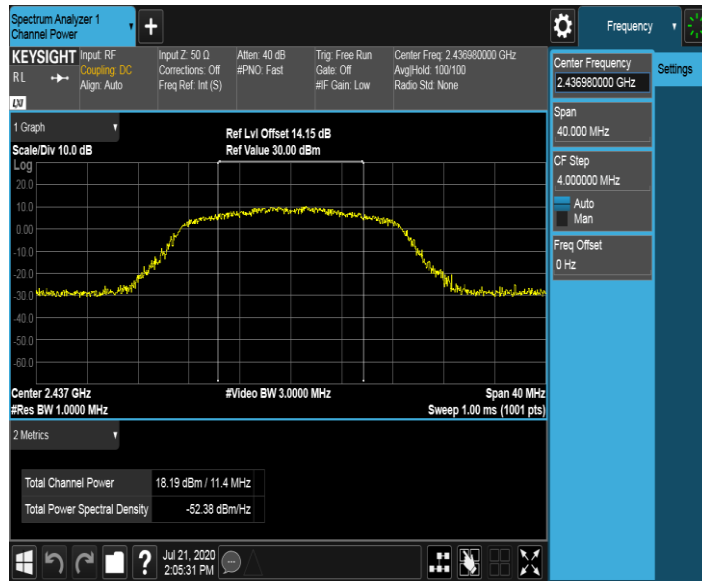 Spectrum Analyzer 1
Channel Power
+
Frequency
KEYSIGHT
RL
LXI
Input: RF
Coupling: DC
Align: Auto
Input Z: 50 Ω
Corrections: Off
Freq Ref: Int (S)
Atten: 40 dB
#PNO: Fast
Trig: Free Run
Gate: Off
#IF Gain: Low
Center Freq: 2.436980000 GHz
Avg|Hold: 100/100
Radio Std: None
Center Frequency
2.436980000 GHz
Settings
Span
40.000 MHz
CF Step
4.000000 MHz
Auto
Man
Freq Offset
0 Hz
1 Graph
Scale/Div 10.0 dB
Ref Lvl Offset 14.15 dB
Ref Value 30.00 dBm
Log
20.0
10.0
0.00
-10.0
-20.0
-30.0
-40.0
-50.0
-60.0
Center 2.437 GHz
#Video BW 3.0000 MHz
Span 40 MHz
#Res BW 1.0000 MHz
Sweep 1.00 ms (1001 pts)
2 Metrics
Total Channel Power 18.19 dBm / 11.4 MHz
Total Power Spectral Density -52.38 dBm/Hz
?
Jul 21, 2020
2:05:31 PM